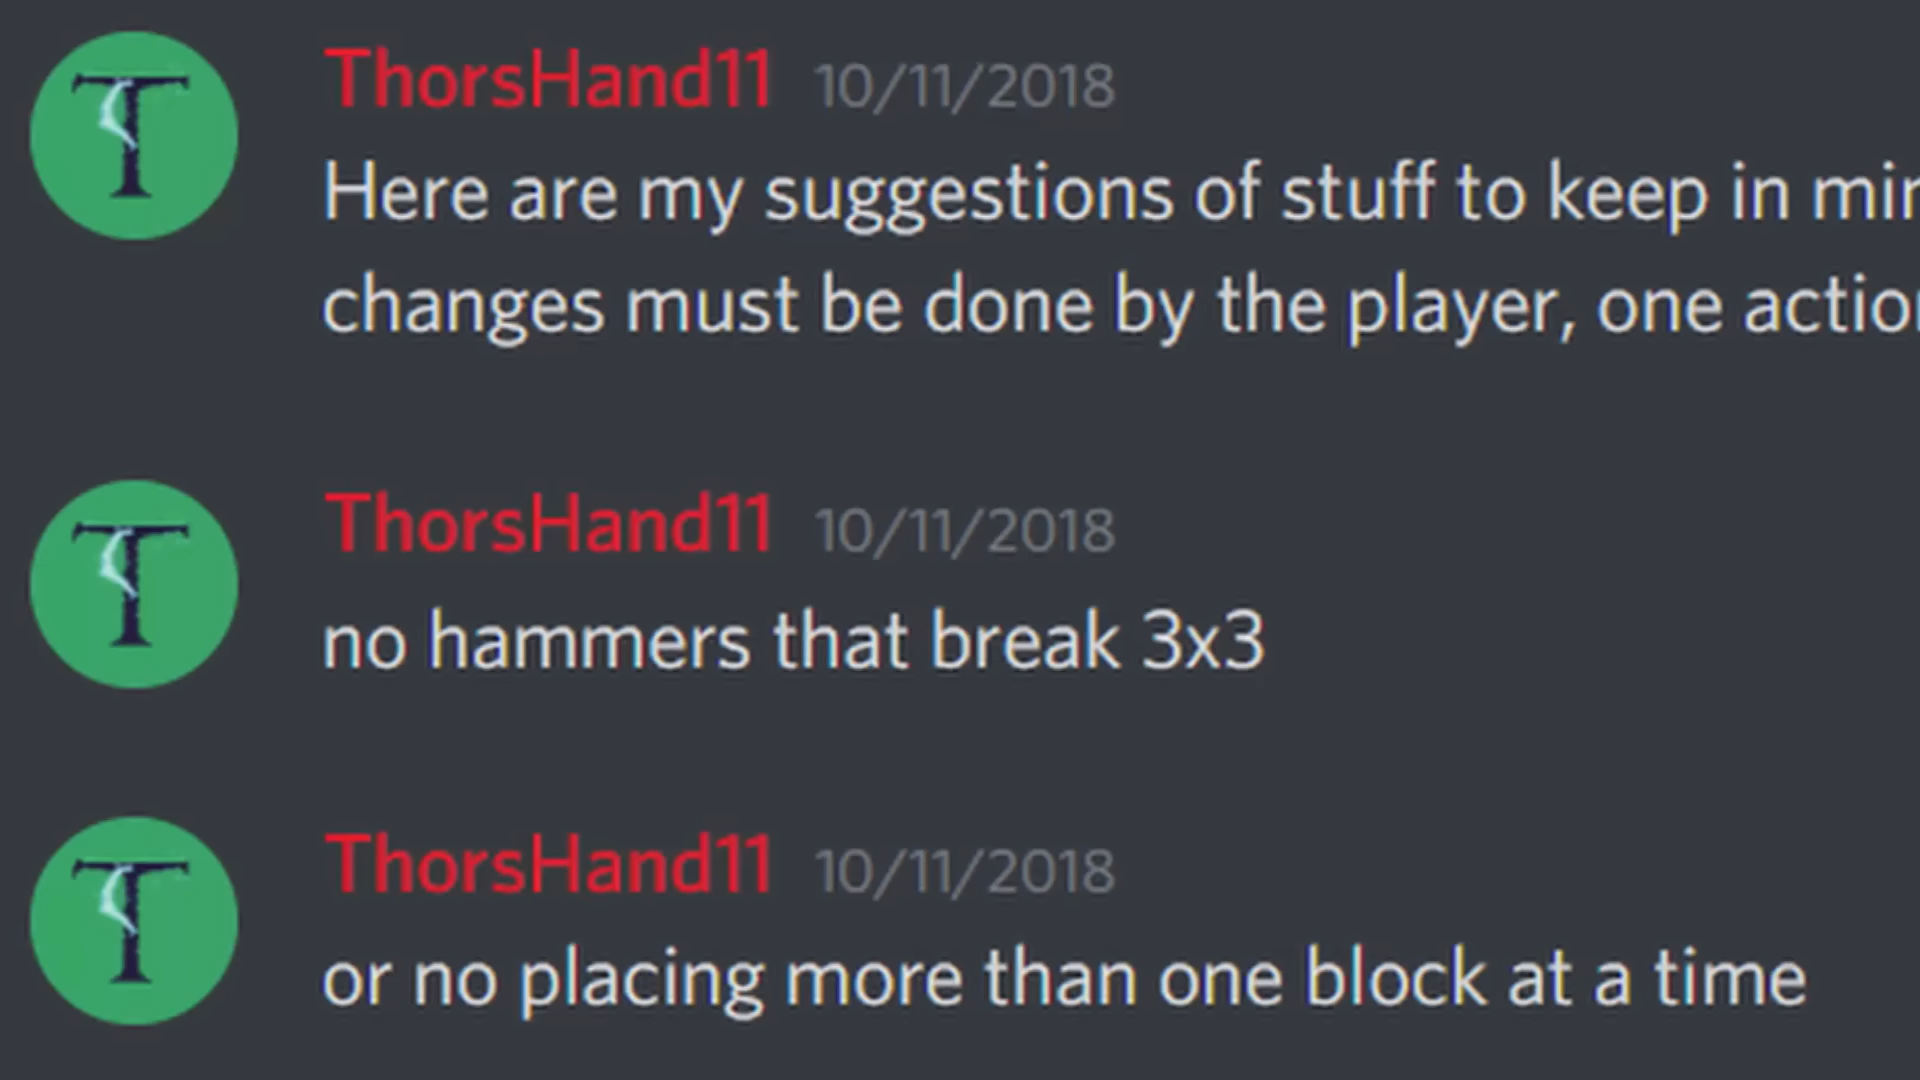 ThorsHand11 10/11/2018
Here are my suggestions of stuff to keep in
changes must be done by the player, one
ThorsHand11 10/11/2018
no hammers that break 3x3
ThorsHand11 10/11/2018
or no placing more than one block at a time